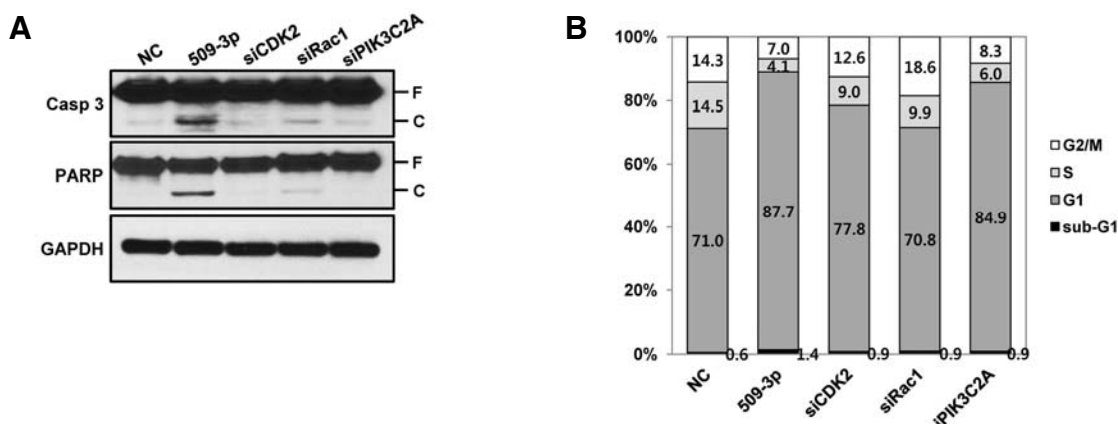 A
NC
509-3p
siCDK2
siRac1
siPIK3C2A
Casp 3
F
C
PARP
F
C
GAPDH
B
100%
80%
60%
40%
20%
0%
14.3
7.0
12.6
18.6
8.3
14.5
4.1
9.0
9.9
6.0
71.0
87.7
77.8
70.8
84.9
0.6
1.4
0.9
0.9
0.9
NC
509-3p
siCDK2
siRac1
iPIK3C2A
G2/M
S
G1
sub-G1